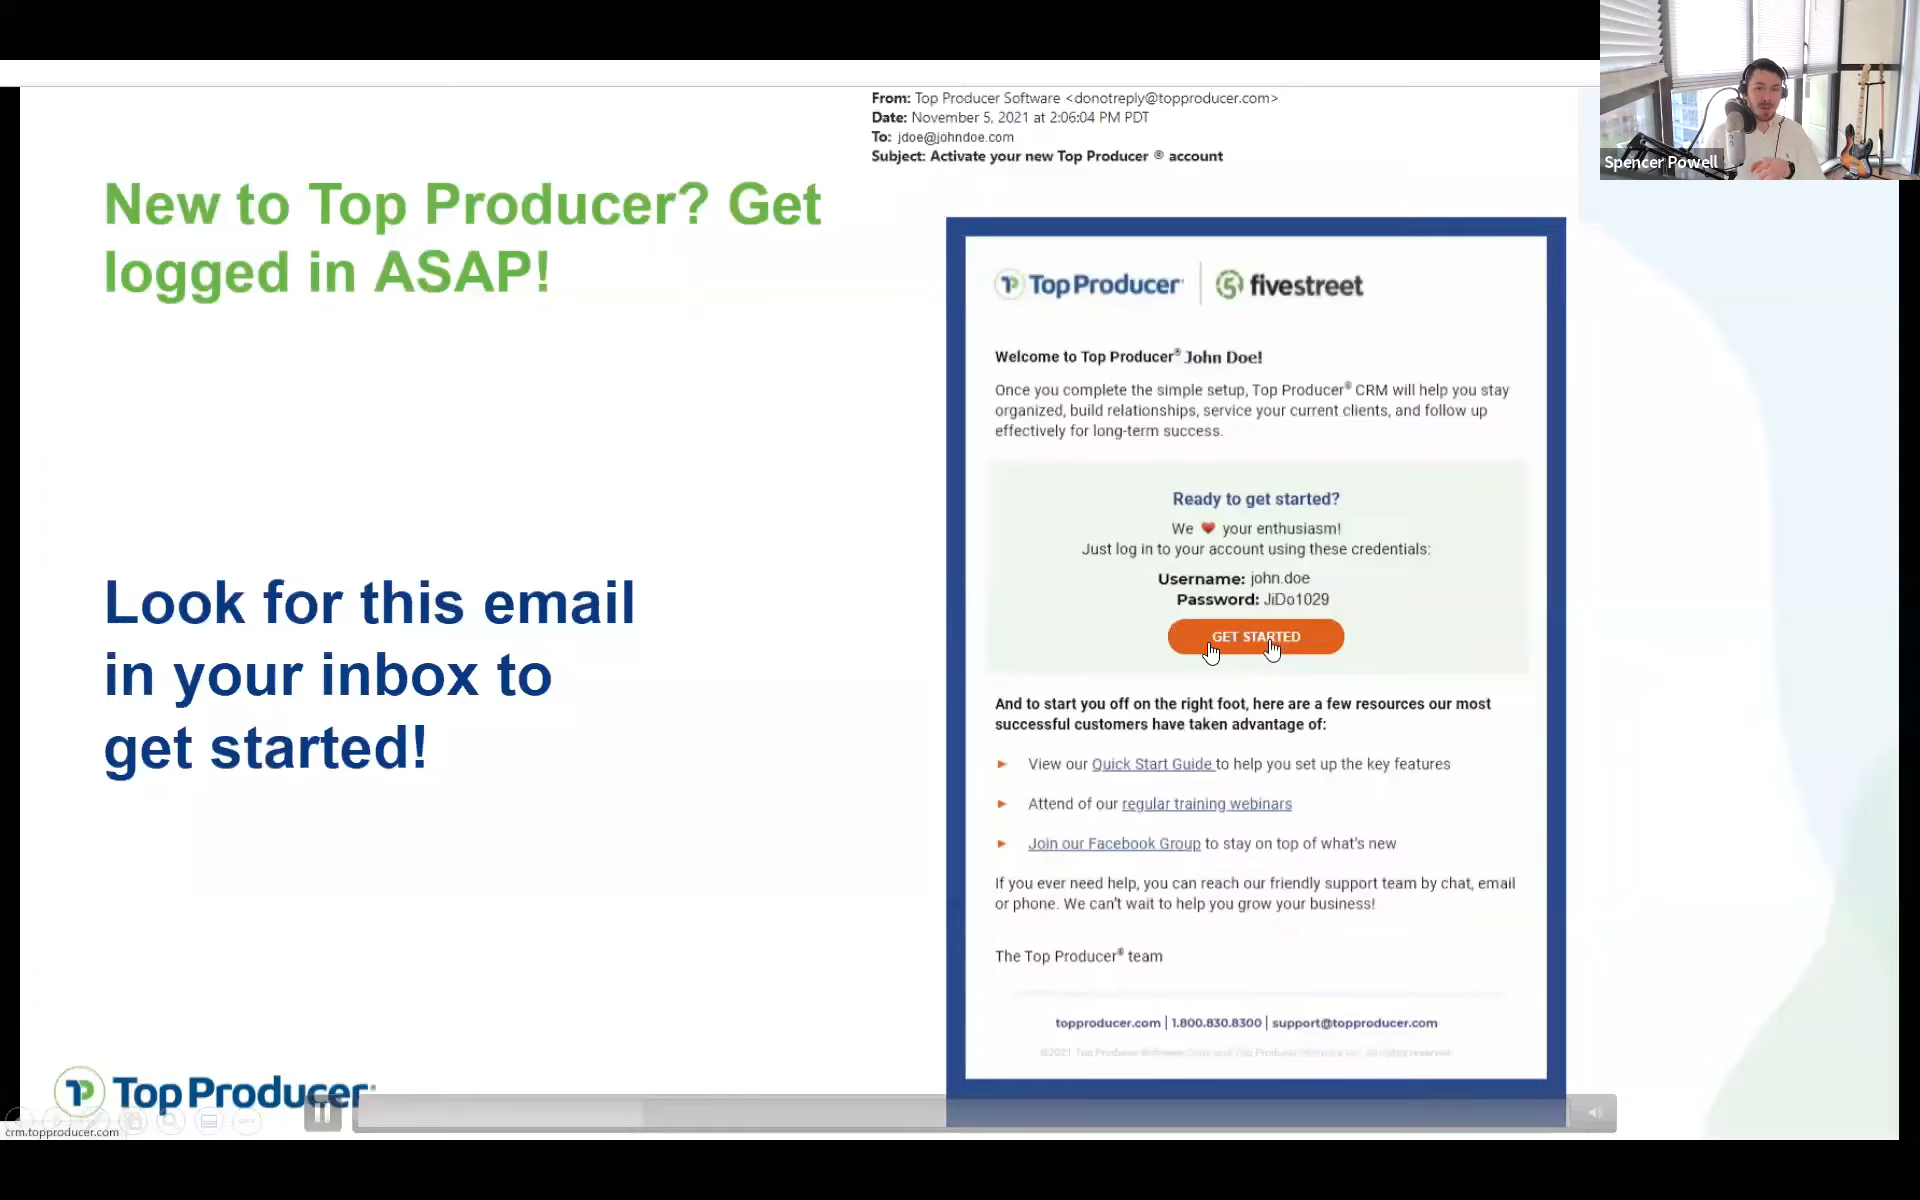 Spencer Powell
From: Top Producer Software <donotreply@topproducer.com>
Date: November 5, 2021 at 2:06:04 PM PDT
To: jdoe@johndoe.com
Subject: Activate your new Top Producer ® account
New to Top Producer? Get
logged in ASAP!
Look for this email
in your inbox to
get started!
Top Producer
fivestreet
Welcome to Top Producer® John Doe!
Once you complete the simple setup, Top Producer® CRM will help you stay
organized, build relationships, service your current clients, and follow up
effectively for long-term success.
Ready to get started?
We ❤ your enthusiasm!
Just log in to your account using these credentials:
Username: john.doe
Password: JiDo1029
GET STARTED
And to start you off on the right foot, here are a few resources our most
successful customers have taken advantage of:
View our Quick Start Guide to help you set up the key features
Attend of our regular training webinars
Join our Facebook Group to stay on top of what's new
If you ever need help, you can reach our friendly support team by chat, email
or phone. We can't wait to help you grow your business!
The Top Producer® team
topproducer.com | 1.800.830.8300 | support@topproducer.com
Top Producer®
crm.topproducer.com